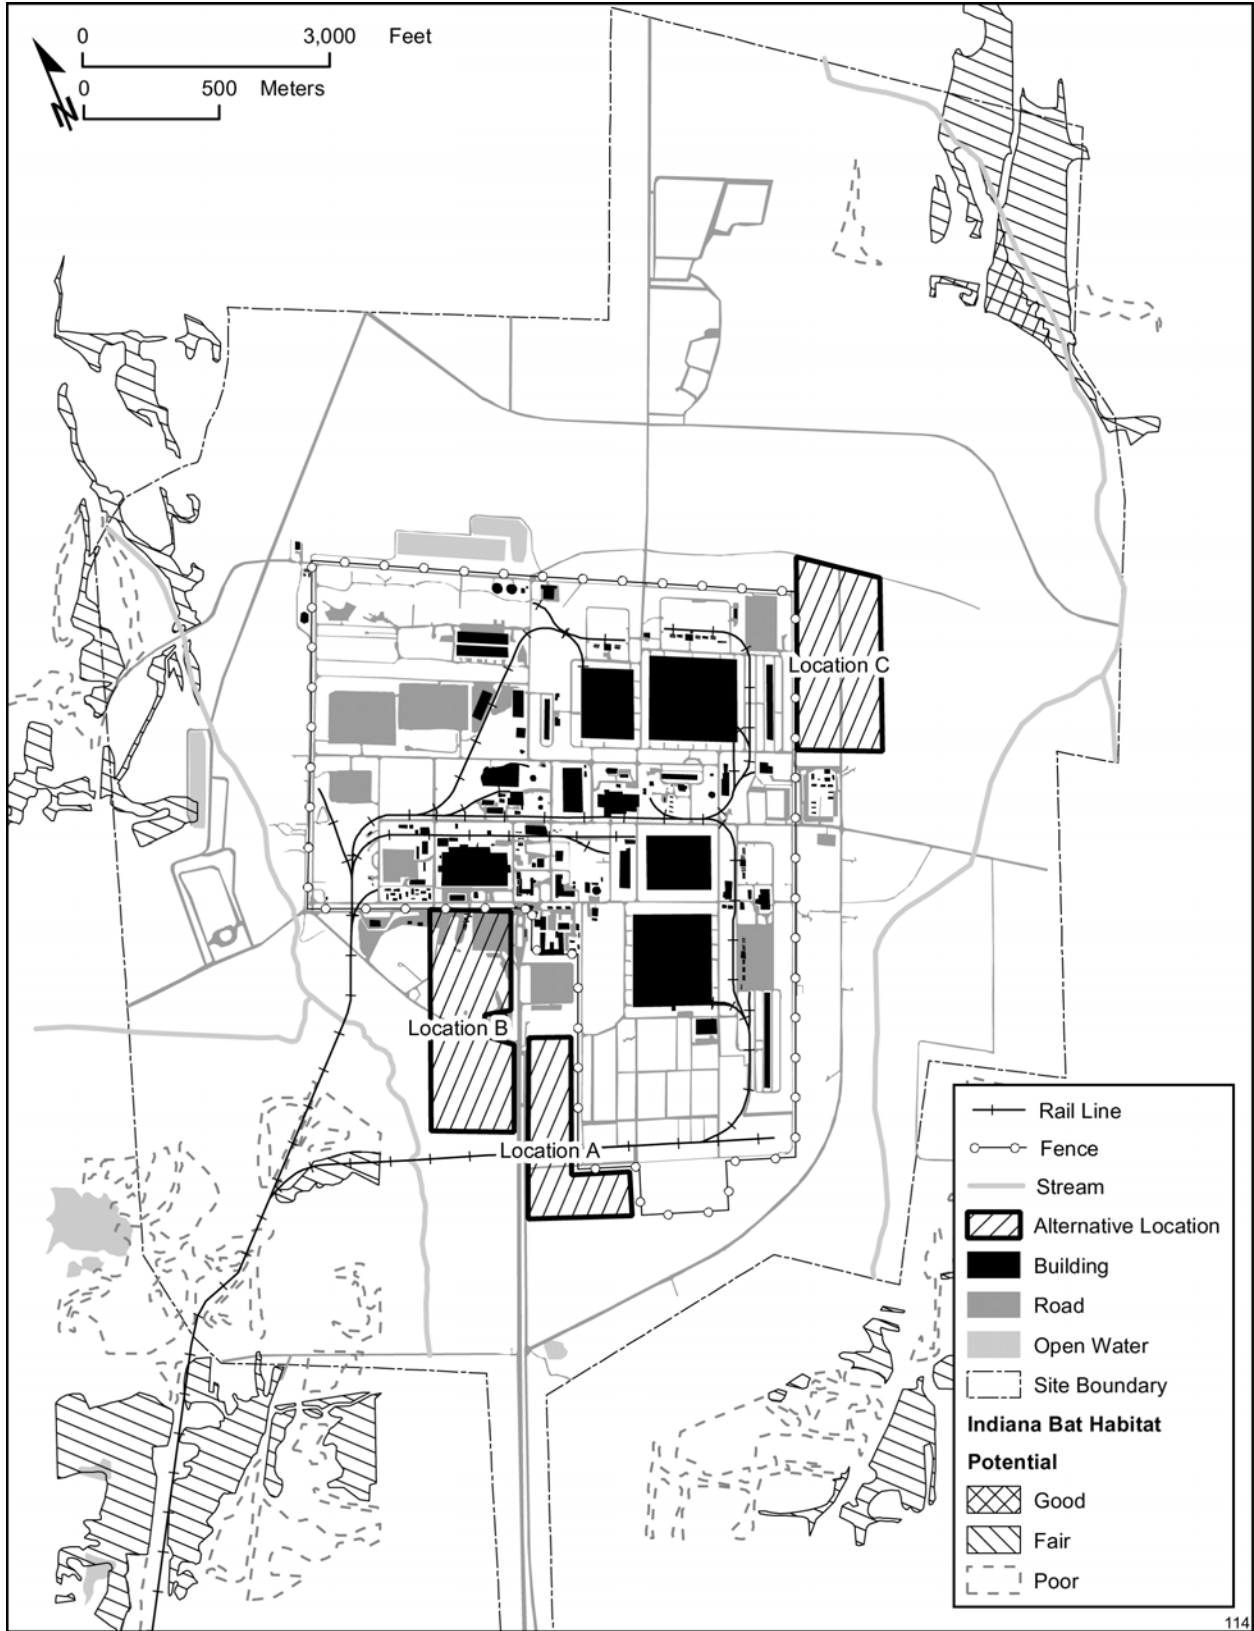 0 3,000 Feet
0 500 Meters
N
Location C
Location B
Location A
Rail Line
Fence
Stream
Alternative Location
Building
Road
Open Water
Site Boundary
Indiana Bat Habitat
Potential
Good
Fair
Poor
114